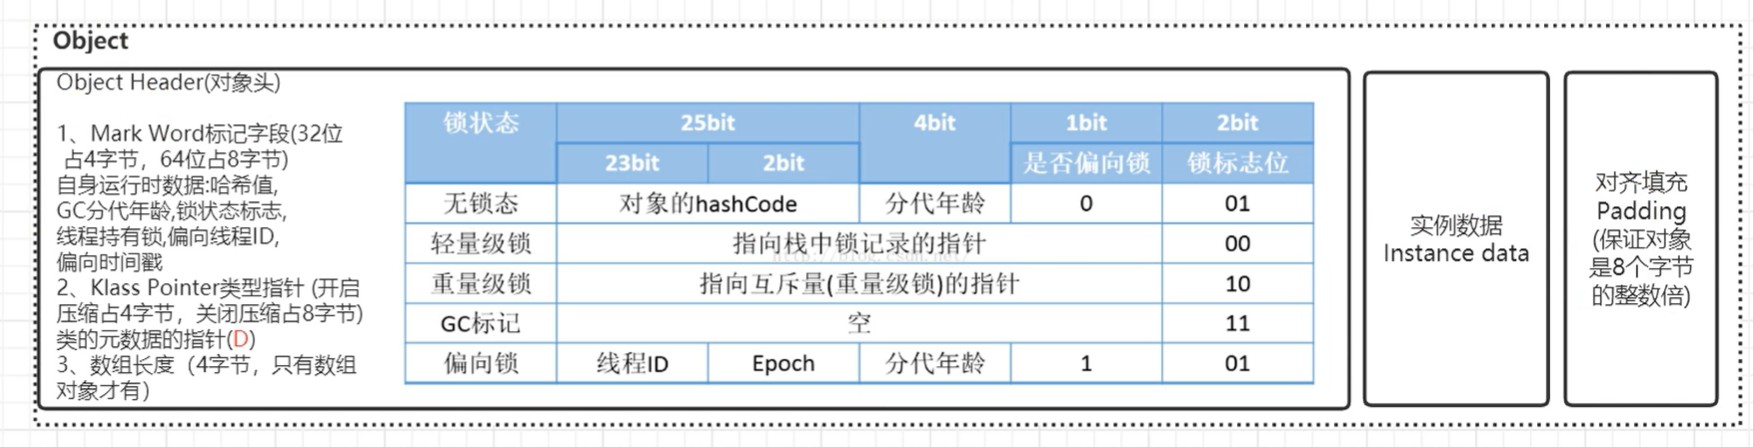 Object
Object Header(对象头)
1、Mark Word标记字段(32位
占4字节，64位占8字节)
自身运行时数据:哈希值,
GC分代年龄,锁状态标志,
线程持有锁,偏向线程ID,
偏向时间戳
2、Klass Pointer类型指针 (开启
压缩占4字节，关闭压缩占8字节)
类的元数据的指针(D)
3、数组长度（4字节，只有数组
对象才有）
锁状态 25bit 4bit 1bit 2bit
23bit 2bit 是否偏向锁 锁标志位
无锁态 对象的hashCode 分代年龄 0 01
轻量级锁 指向栈中锁记录的指针 00
http://blog.csdn.net/
重量级锁 指向互斥量(重量级锁)的指针 10
GC标记 空 11
偏向锁 线程ID Epoch 分代年龄 1 01
实例数据
Instance data
对齐填充
Padding
(保证对象
是8个字节
的整数倍)